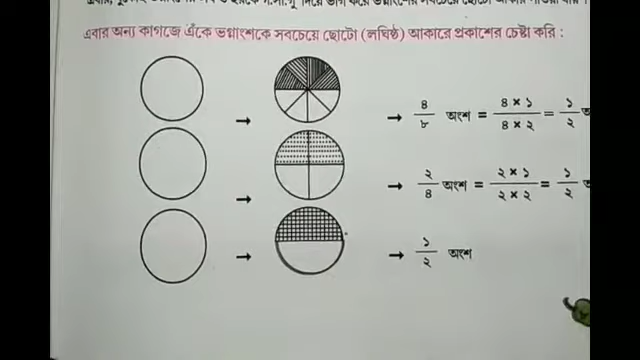 এবার অন্য কাগজে এঁকে ভগ্নাংশকে সবচেয়ে ছোটো (লঘিষ্ঠ) আকারে প্রকাশের চেষ্টা করি :
→ → ৪/৮ অংশ = ৪ × ১/৪ × ২ = ১/২
→ → ২/৪ অংশ = ২ × ১/২ × ২ = ১/২
→ → ১/২ অংশ